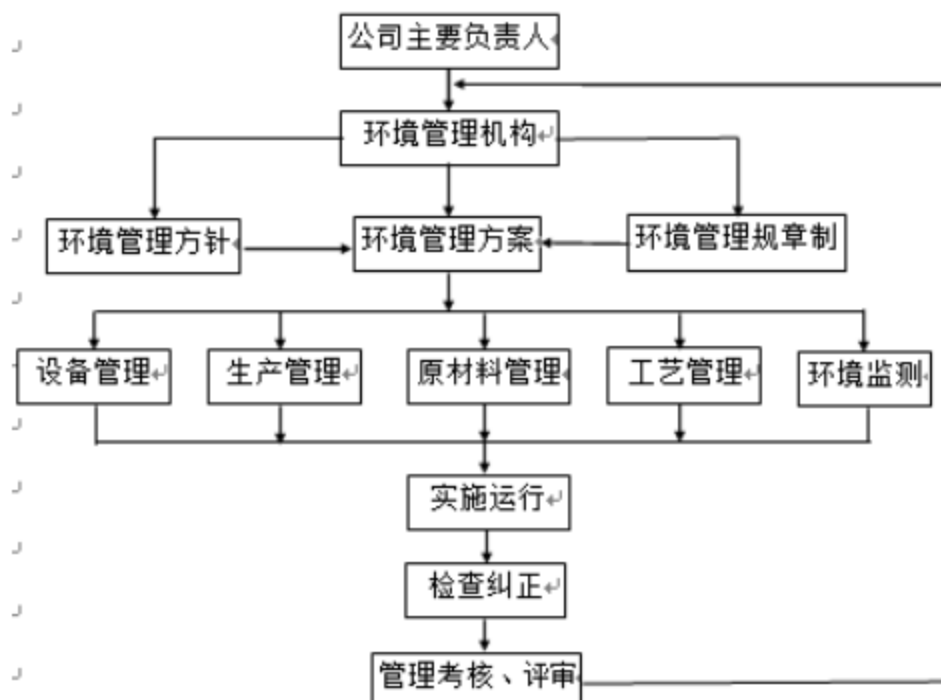 公司主要负责人
环境管理机构
环境管理方针
环境管理方案
环境管理规章制
设备管理
生产管理
原材料管理
工艺管理
环境监测
实施运行
检查纠正
管理考核、评审